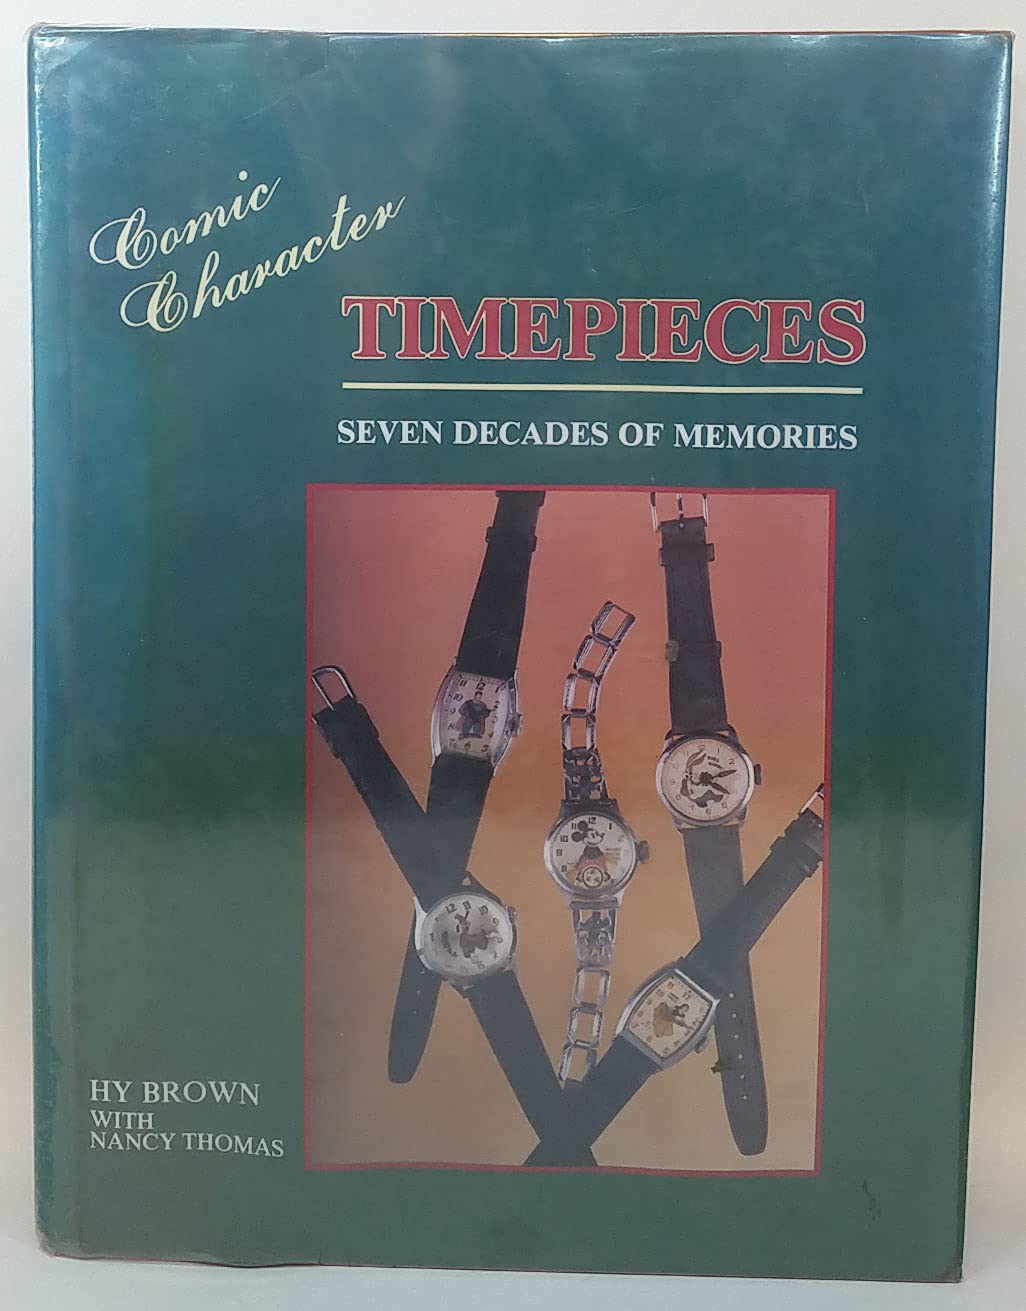 Comic
Character
TIMEPIECES
SEVEN DECADES OF MEMORIES
HY BROWN
WITH
NANCY THOMAS